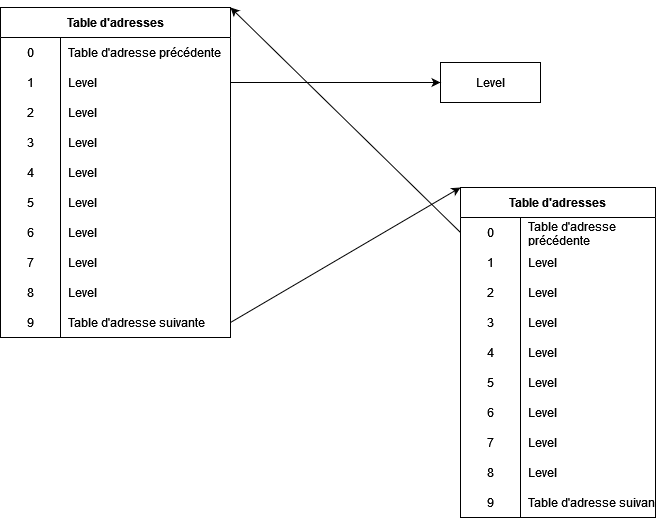 Table d'adresses
0 Table d'adresse précédente
1 Level
2 Level
3 Level
4 Level
5 Level
6 Level
7 Level
8 Level
9 Table d'adresse suivante
Level
Table d'adresses
0 Table d'adresse
précédente
1 Level
2 Level
3 Level
4 Level
5 Level
6 Level
7 Level
8 Level
9 Table d'adresse suivan